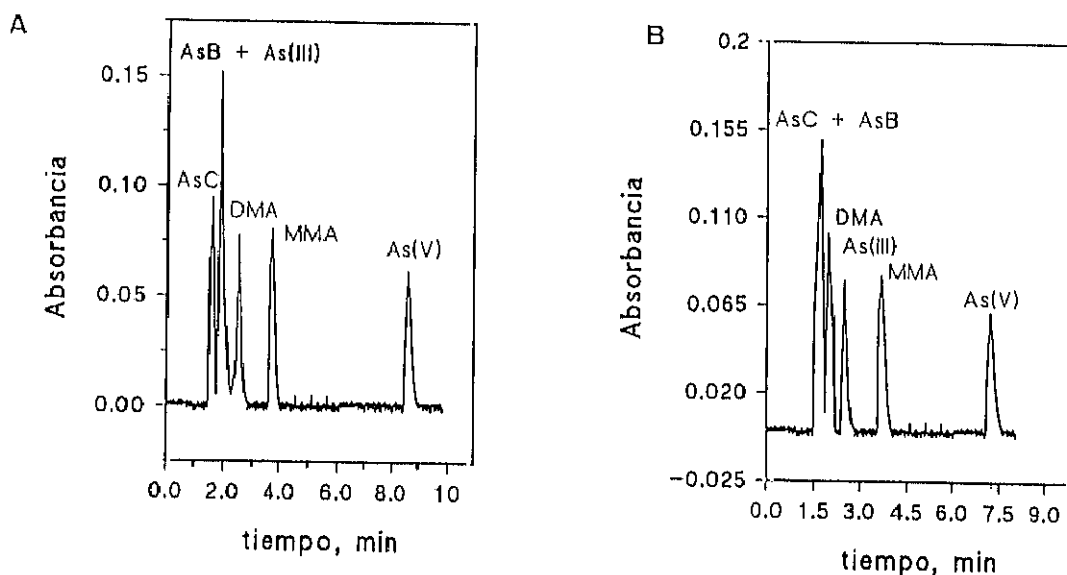 A
AsB + As(III)
0.15
0.10
0.05
0.00
Absorbancia
AsC
DMA
MMA
As(V)
0.0 2.0 4.0 6.0 8.0 10
tiempo, min
B
0.2
0.155
0.110
0.065
0.020
-0.025
Absorbancia
AsC + AsB
DMA
As(III)
MMA
As(V)
0.0 1.5 3.0 4.5 6.0 7.5 9.0
tiempo, min